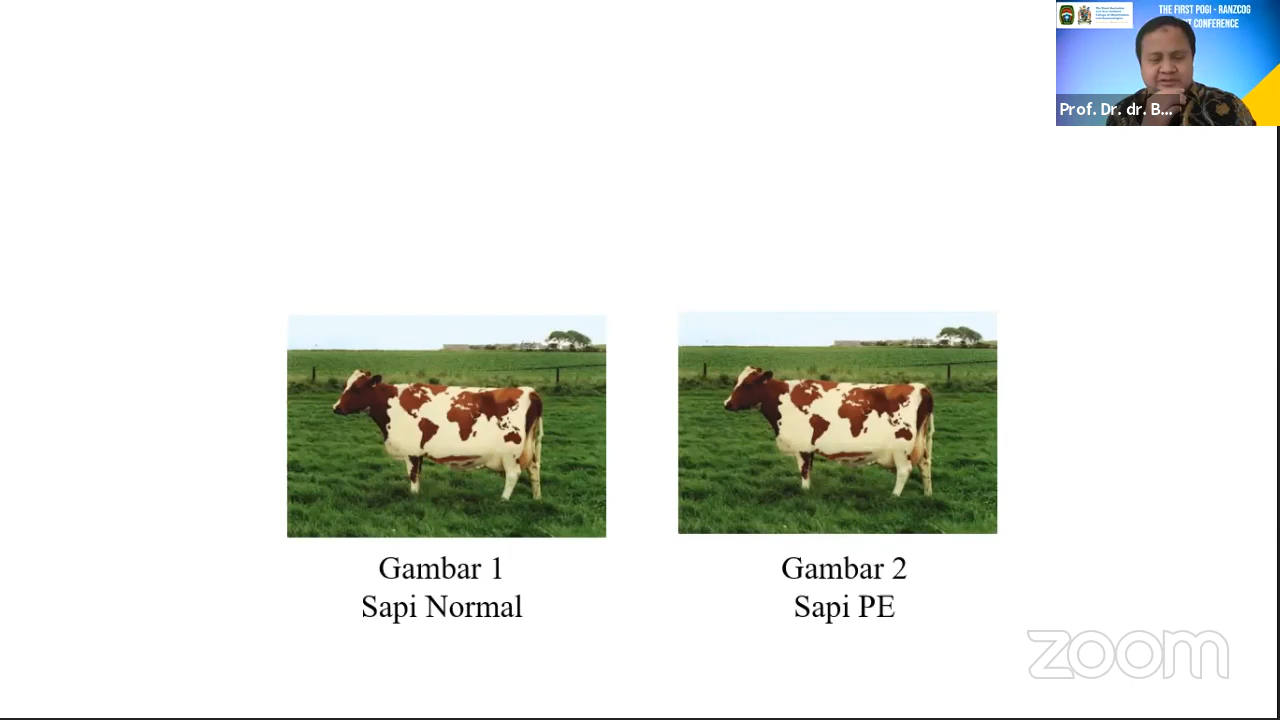 THE FIRST POGI - RANZCOG
CONFERENCE
Prof. Dr. dr. B...
Gambar 1
Sapi Normal
Gambar 2
Sapi PE
zoom